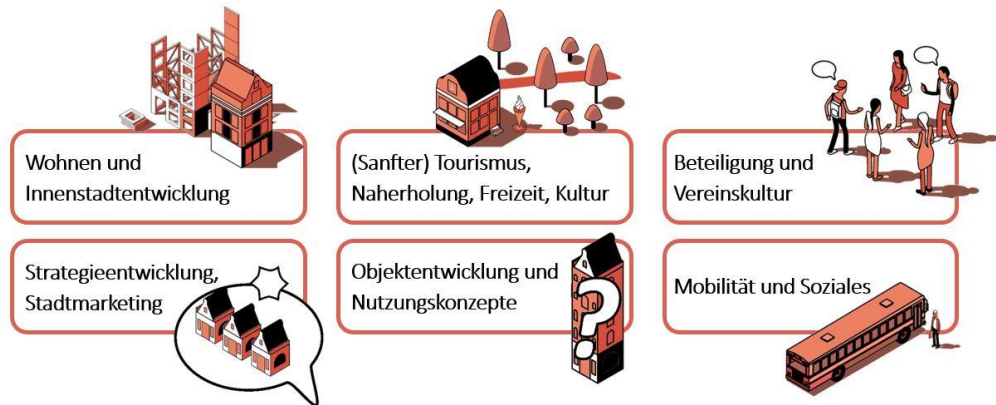 Wohnen und
Innenstadtentwicklung
(Sanfter) Tourismus,
Naherholung, Freizeit, Kultur
Beteiligung und
Vereinskultur
Strategieentwicklung,
Stadtmarketing
Objektentwicklung und
Nutzungskonzepte
?
Mobilität und Soziales